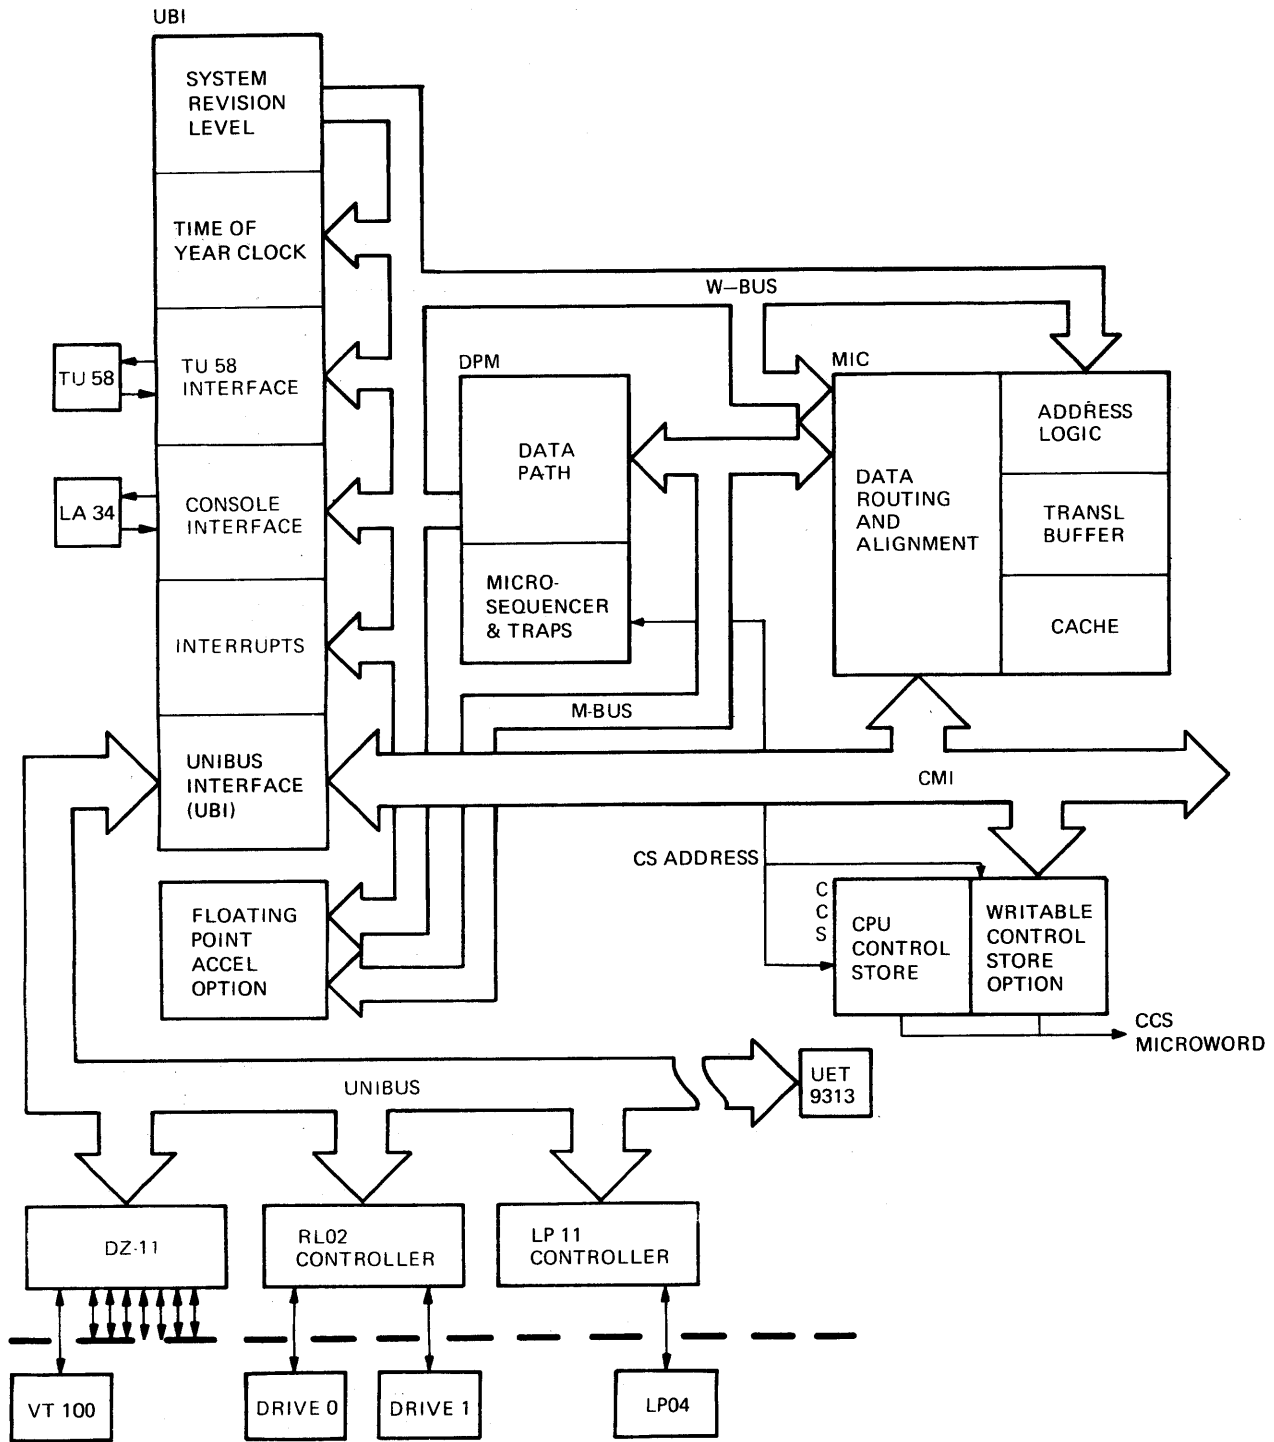 UBI
SYSTEM
REVISION
LEVEL
TIME OF
YEAR CLOCK
W–BUS
DPM
MIC
TU 58
TU 58
INTERFACE
DATA
PATH
ADDRESS
LOGIC
DATA
ROUTING
AND
ALIGNMENT
LA 34
CONSOLE
INTERFACE
TRANSL
BUFFER
MICRO-
SEQUENCER
& TRAPS
CACHE
INTERRUPTS
M-BUS
UNIBUS
INTERFACE
(UBI)
CMI
CS ADDRESS
C
C
S
CPU
CONTROL
STORE
WRITABLE
CONTROL
STORE
OPTION
FLOATING
POINT
ACCEL
OPTION
CCS
MICROWORD
UNIBUS
UET
9313
DZ-11
RL02
CONTROLLER
LP 11
CONTROLLER
VT 100
DRIVE 0
DRIVE 1
LP04